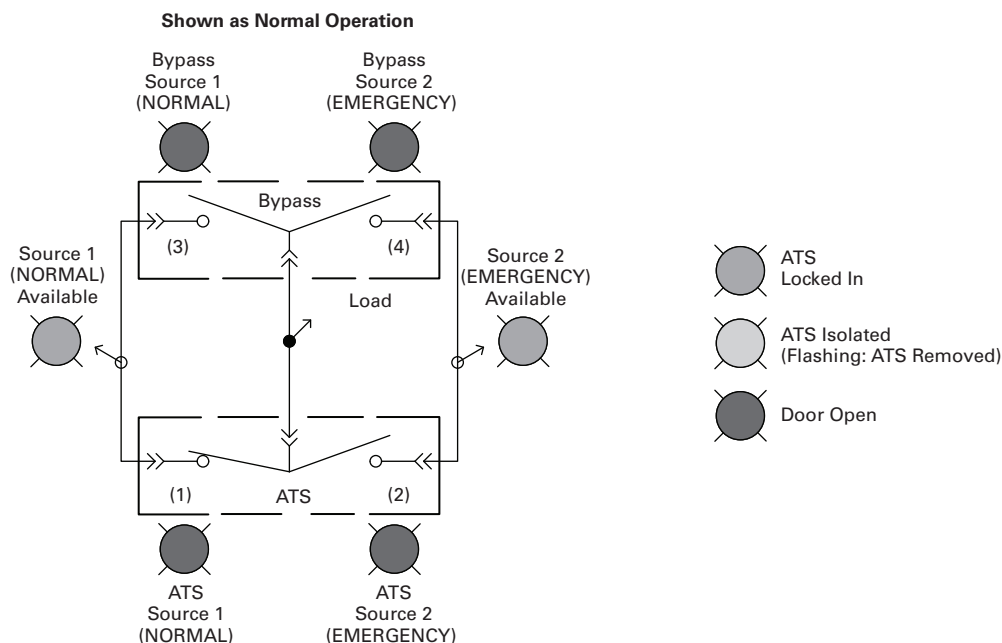 Shown as Normal Operation
Bypass
Source 1
(NORMAL)
Bypass
Source 2
(EMERGENCY)
Bypass
(3)
(4)
Source 1
(NORMAL)
Available
Load
Source 2
(EMERGENCY)
Available
(1)
ATS
(2)
ATS
Source 1
(NORMAL)
ATS
Source 2
(EMERGENCY)
ATS
Locked In
ATS Isolated
(Flashing: ATS Removed)
Door Open